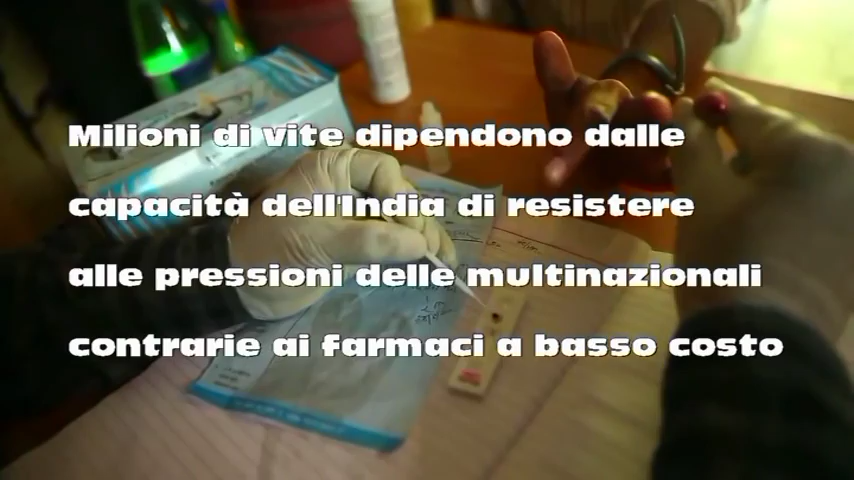 Milioni di vite dipendono dalle
capacità dell'India di resistere
alle pressioni delle multinazionali
contrarie ai farmaci a basso costo